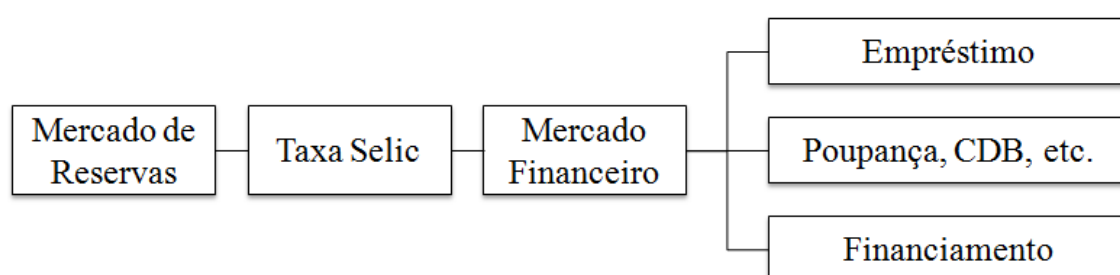 Mercado de
Reservas
Taxa Selic
Mercado
Financeiro
Empréstimo
Poupança, CDB, etc.
Financiamento